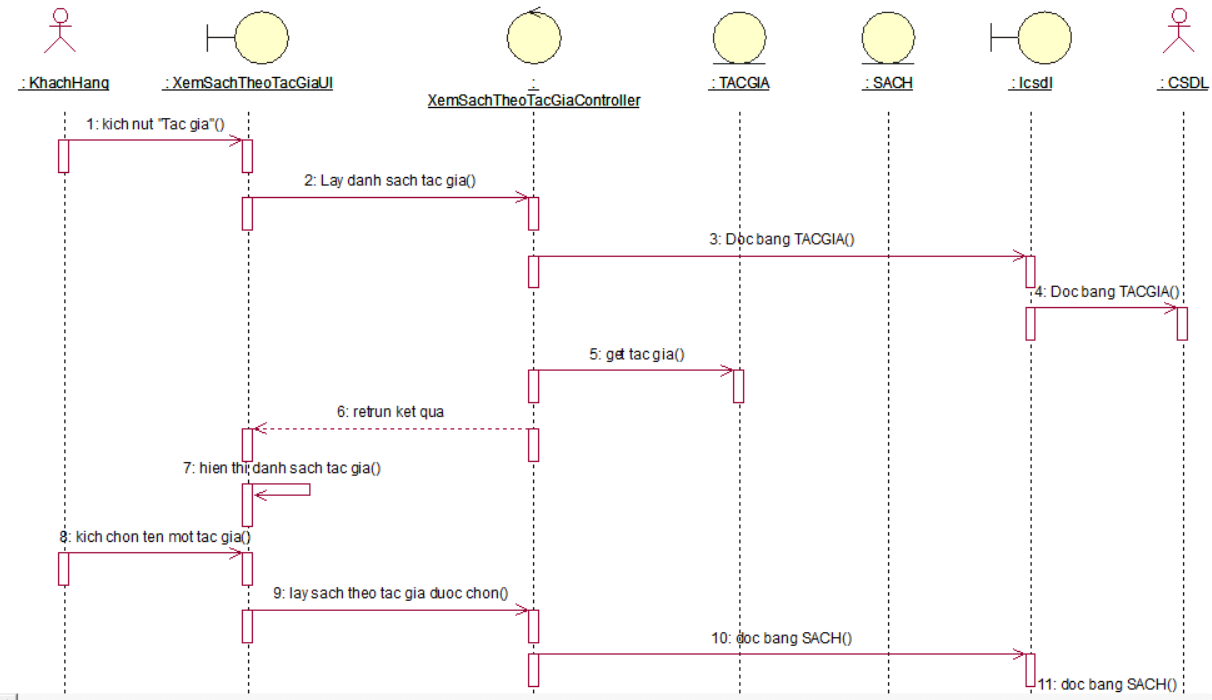 : KhachHang
: XemSachTheoTacGiaUI
:
XemSachTheoTacGiaController
: TACGIA
: SACH
: Icsdl
: CSDL
1: kich nut "Tac gia"()
2: Lay danh sach tac gia()
3: Doc bang TACGIA()
4: Doc bang TACGIA()
5: get tac gia()
6: retrun ket qua
7: hien thi danh sach tac gia()
8: kich chon ten mot tac gia()
9: lay sach theo tac gia duoc chon()
10: doc bang SACH()
11: doc bang SACH()